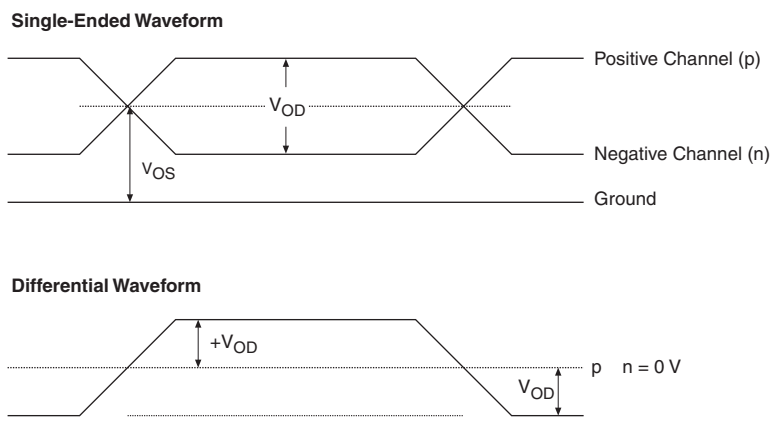 Single-Ended Waveform
Positive Channel (p)
VOD
Negative Channel (n)
VOS
Ground
Differential Waveform
+VOD
p n = 0 V
VOD